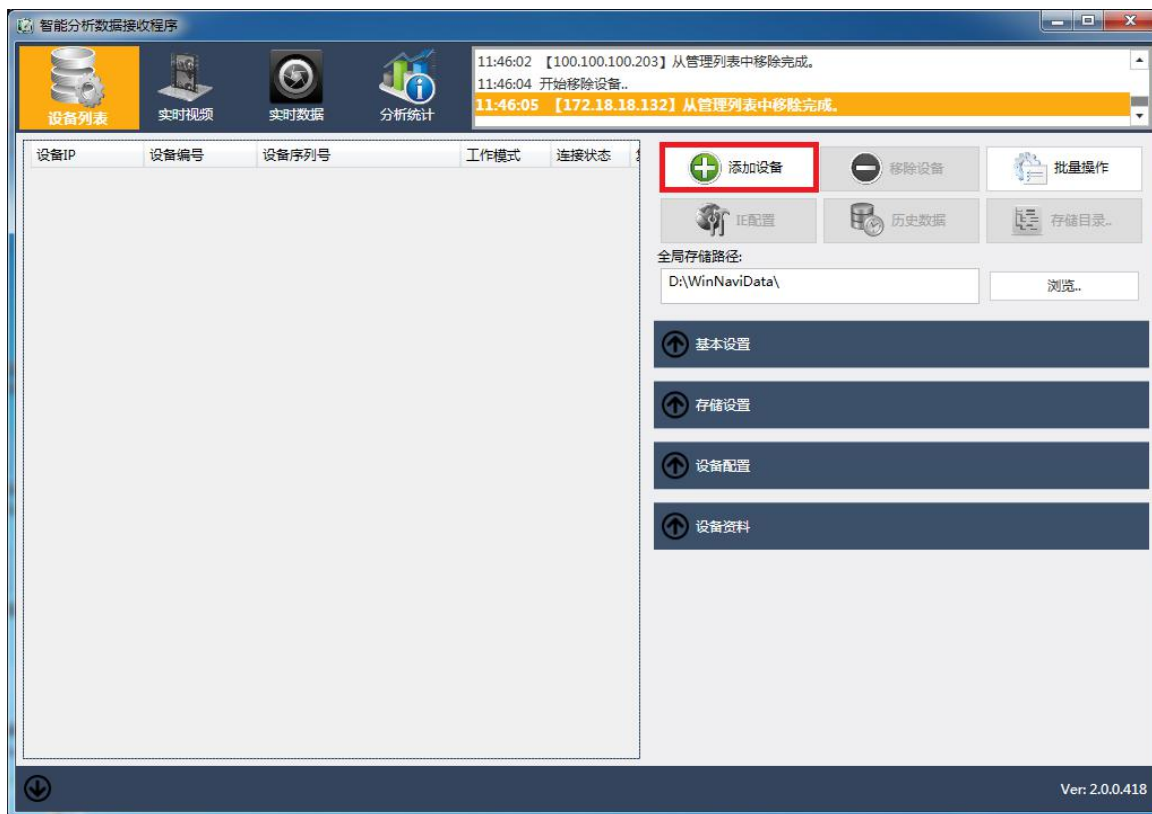 智能分析数据接收程序
设备列表
实时视频
实时数据
分析统计
11:46:02 【100.100.100.203】从管理列表中移除完成。
11:46:04 开始移除设备..
11:46:05 【172.18.18.132】从管理列表中移除完成。
设备IP 设备编号 设备序列号 工作模式 连接状态
添加设备 移除设备 批量操作
IE配置 历史数据 存储目录..
全局存储路径:
D:\WinNaviData\ 浏览..
基本设置
存储设置
设备配置
设备资料
Ver: 2.0.0.418